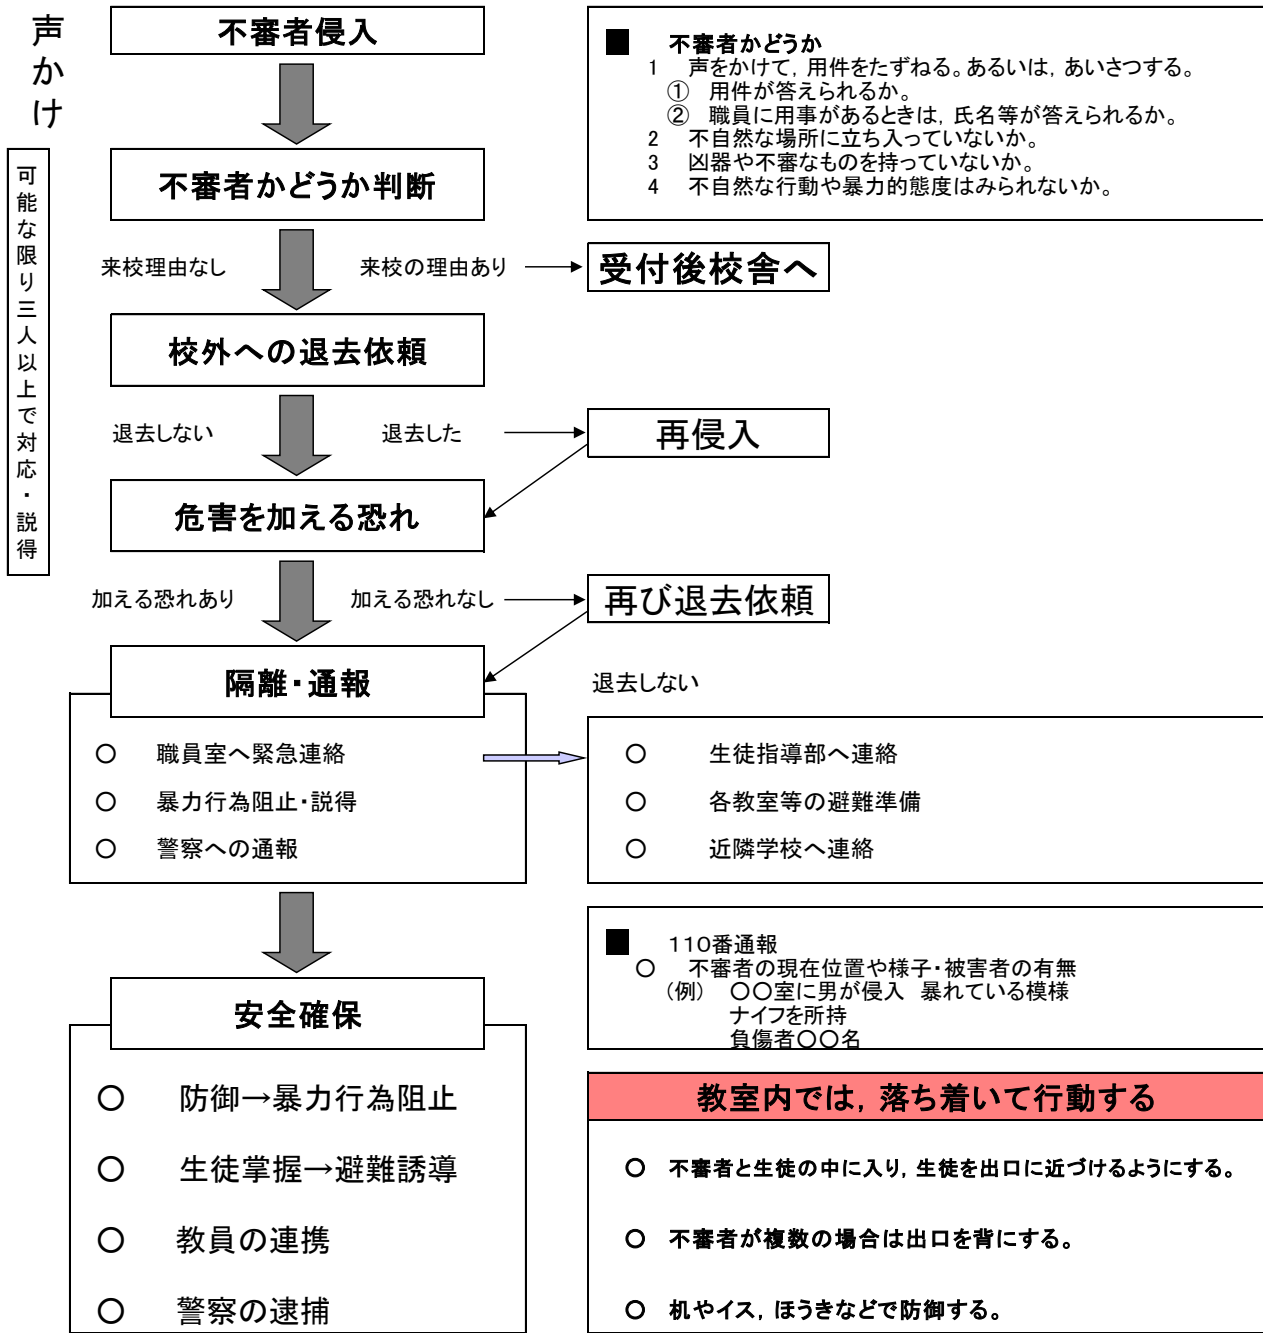 声かけ
可能な限り三人以上で対応・説得
不審者侵入
不審者かどうか判断
来校理由なし
来校の理由あり
受付後校舎へ
校外への退去依頼
退去しない
退去した
再侵入
危害を加える恐れ
加える恐れあり
加える恐れなし
再び退去依頼
隔離・通報
退去しない
○ 職員室へ緊急連絡
○ 暴力行為阻止・説得
○ 警察への通報
○ 生徒指導部へ連絡
○ 各教室等の避難準備
○ 近隣学校へ連絡
安全確保
○ 防御→暴力行為阻止
○ 生徒掌握→避難誘導
○ 教員の連携
○ 警察の逮捕
■ 不審者かどうか
1 声をかけて，用件をたずねる。あるいは，あいさつする。
① 用件が答えられるか。
② 職員に用事があるときは，氏名等が答えられるか。
2 不自然な場所に立ち入っていないか。
3 凶器や不審なものを持っていないか。
4 不自然な行動や暴力的態度はみられないか。
■ 110番通報
○ 不審者の現在位置や様子・被害者の有無
（例） 〇〇室に男が侵入 暴れている模様
ナイフを所持
負傷者〇〇名
教室内では，落ち着いて行動する
○ 不審者と生徒の中に入り，生徒を出口に近づけるようにする。
○ 不審者が複数の場合は出口を背にする。
○ 机やイス，ほうきなどで防御する。